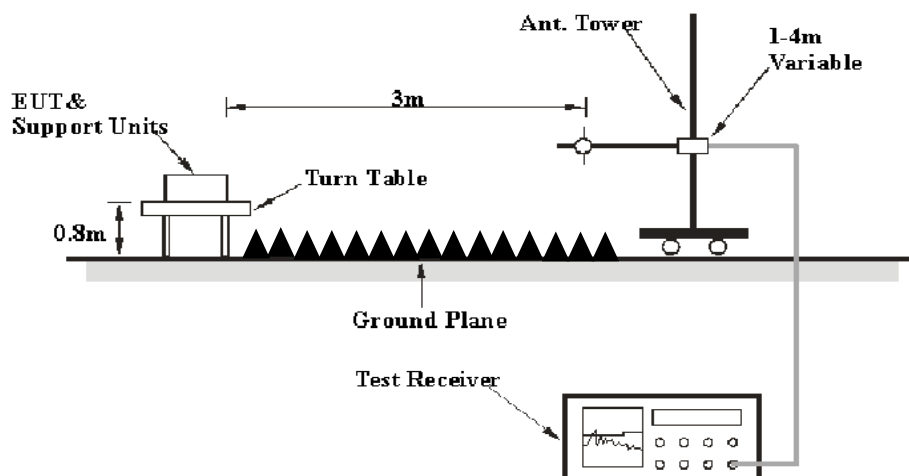 Ant. Tower
1-4m
Variable
EUT &
Support Units
3m
Turn Table
0.8m
Ground Plane
Test Receiver